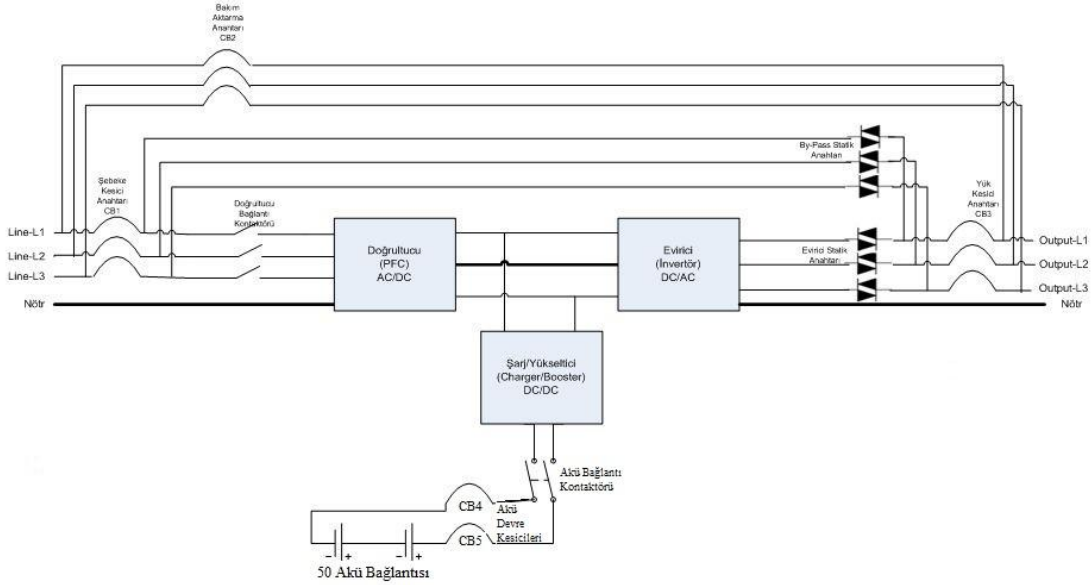 Bakım
Aktarma
Anahtarı
CB2
By-Pass Statik
Anahtarı
Şebeke
Kesici
Anahtarı
CB1
Doğrultucu
Bağlantı
Kontaktörü
Yük
Kesici
Anahtarı
CB3
Line-L1
Line-L2
Line-L3
Nötr
Doğrultucu
(PFC)
AC/DC
Evirici
(İnvertör)
DC/AC
Evirici Statik
Anahtarı
Output-L1
Output-L2
Output-L3
Nötr
Şarj/Yükseltici
(Charger/Booster)
DC/DC
Akü Bağlantı
Kontaktörü
CB4
Akü
Devre
Kesicileri
CB5
- +
- +
50 Akü Bağlantısı